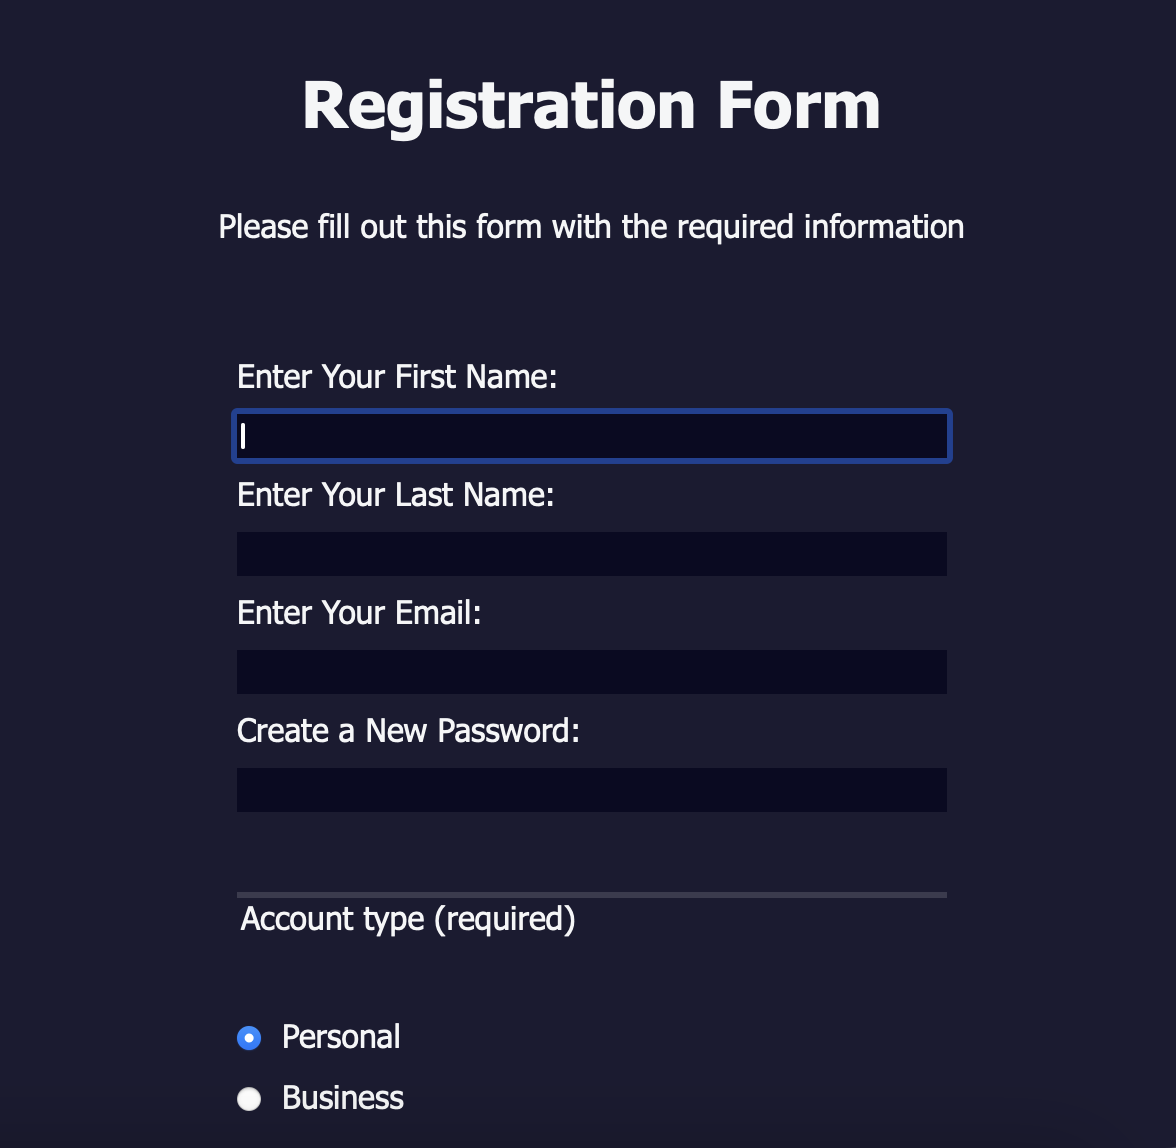 Registration Form
Please fill out this form with the required information
Enter Your First Name:
Enter Your Last Name:
Enter Your Email:
Create a New Password:
Account type (required)
Personal
Business